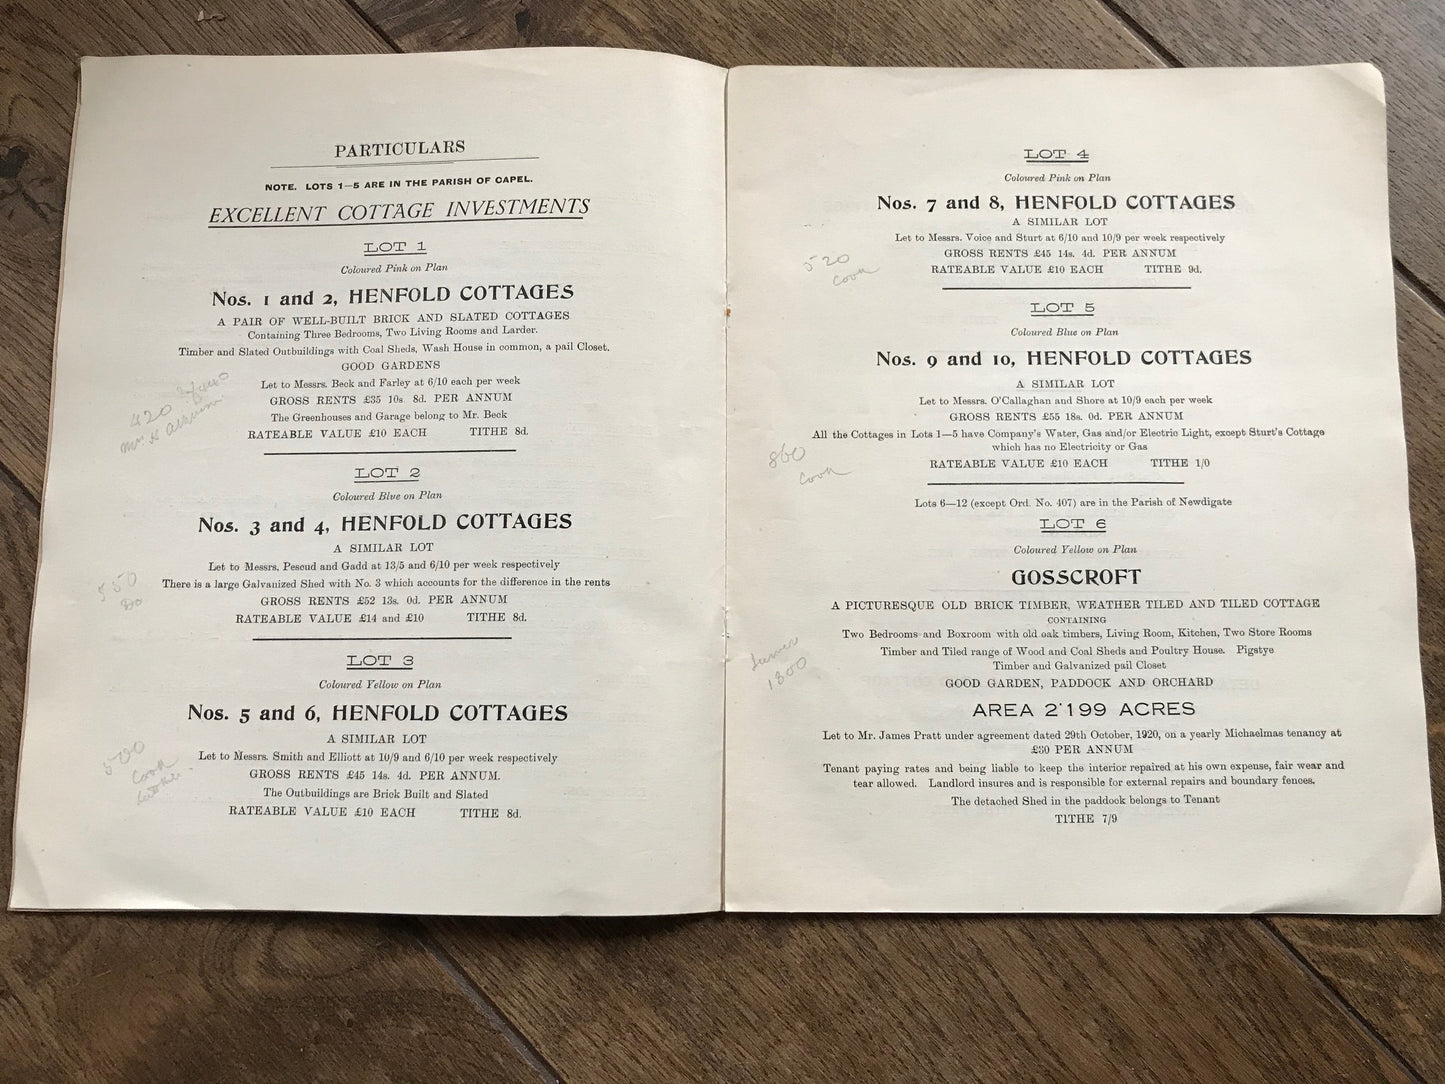 PARTICULARS
NOTE. LOTS 1—5 ARE IN THE PARISH OF CAPEL.
EXCELLENT COTTAGE INVESTMENTS
LOT 1
Coloured Pink on Plan
Nos. 1 and 2, HENFOLD COTTAGES
A PAIR OF WELL-BUILT BRICK AND SLATED COTTAGES
Containing Three Bedrooms, Two Living Rooms and Larder.
Timber and Slated Outbuildings with Coal Sheds, Wash House in common, a pail Closet.
GOOD GARDENS
Let to Messrs. Beck and Farley at 6/10 each per week
GROSS RENTS £35 10s. 8d. PER ANNUM
The Greenhouses and Garage belong to Mr. Beck
RATEABLE VALUE £10 EACH TITHE 8d.
420
LOT 2
Coloured Blue on Plan
Nos. 3 and 4, HENFOLD COTTAGES
A SIMILAR LOT
Let to Messrs. Pescud and Gadd at 13/5 and 6/10 per week respectively
There is a large Galvanized Shed with No. 3 which accounts for the difference in the rents
GROSS RENTS £52 13s. 0d. PER ANNUM
RATEABLE VALUE £14 and £10 TITHE 8d.
550
Do
LOT 3
Coloured Yellow on Plan
Nos. 5 and 6, HENFOLD COTTAGES
A SIMILAR LOT
Let to Messrs. Smith and Elliott at 10/9 and 6/10 per week respectively
GROSS RENTS £45 14s. 4d. PER ANNUM.
The Outbuildings are Brick Built and Slated
RATEABLE VALUE £10 EACH TITHE 8d.
Cook
LOT 4
Coloured Pink on Plan
Nos. 7 and 8, HENFOLD COTTAGES
A SIMILAR LOT
Let to Messrs. Voice and Sturt at 6/10 and 10/9 per week respectively
GROSS RENTS £45 14s. 4d. PER ANNUM
RATEABLE VALUE £10 EACH TITHE 9d.
520
Cook
LOT 5
Coloured Blue on Plan
Nos. 9 and 10, HENFOLD COTTAGES
A SIMILAR LOT
Let to Messrs. O'Callaghan and Shore at 10/9 each per week
GROSS RENTS £55 18s. 0d. PER ANNUM
All the Cottages in Lots 1—5 have Company's Water, Gas and/or Electric Light, except Sturt's Cottage
which has no Electricity or Gas
RATEABLE VALUE £10 EACH TITHE 1/0
860
Cook
Lots 6—12 (except Ord. No. 407) are in the Parish of Newdigate
LOT 6
Coloured Yellow on Plan
GOSSCROFT
A PICTURESQUE OLD BRICK TIMBER, WEATHER TILED AND TILED COTTAGE
CONTAINING
Two Bedrooms and Boxroom with old oak timbers, Living Room, Kitchen, Two Store Rooms
Timber and Tiled range of Wood and Coal Sheds and Poultry House. Pigstye
Timber and Galvanized pail Closet
GOOD GARDEN, PADDOCK AND ORCHARD
1300
AREA 2·199 ACRES
Let to Mr. James Pratt under agreement dated 29th October, 1920, on a yearly Michaelmas tenancy at
£30 PER ANNUM
Tenant paying rates and being liable to keep the interior repaired at his own expense, fair wear and
tear allowed. Landlord insures and is responsible for external repairs and boundary fences.
The detached Shed in the paddock belongs to Tenant
TITHE 7/9